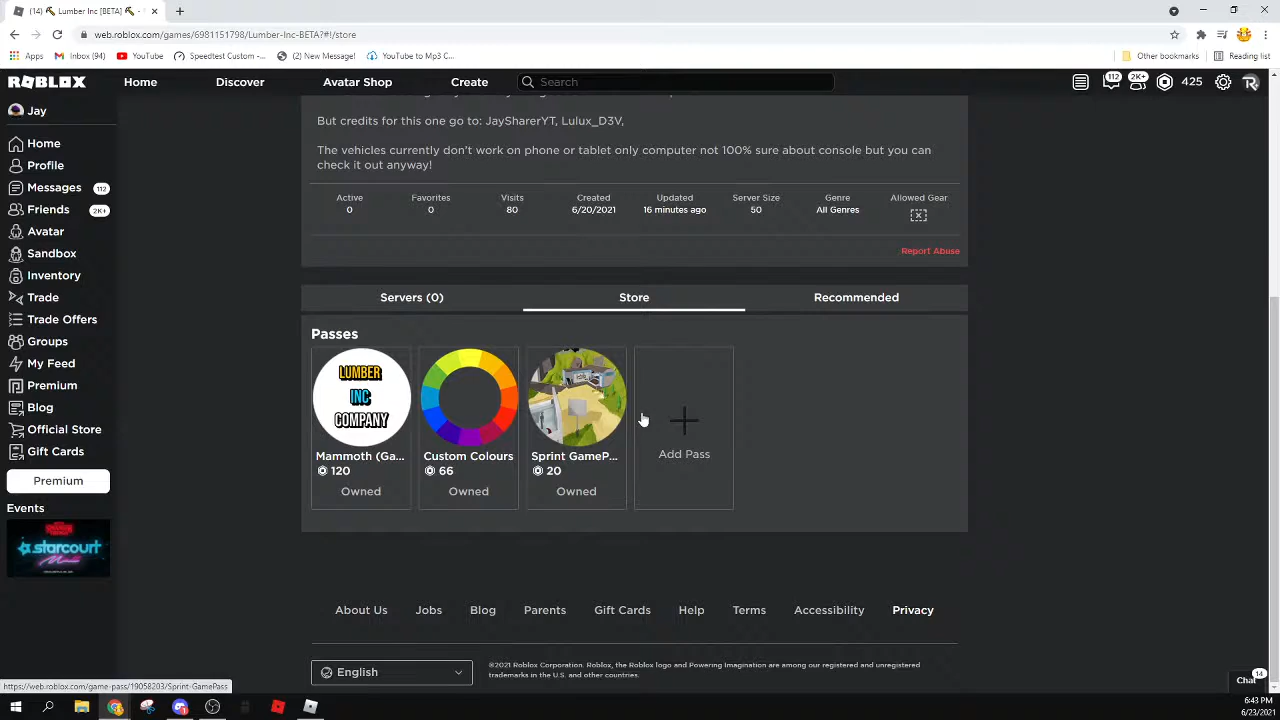 (14) 🔨 Lumber Inc [BETA] 🔨 -
web.roblox.com/games/6981151798/Lumber-Inc-BETA?#!/store
Apps
Inbox (94)
YouTube
Speedtest Custom -...
(2) New Message!
YouTube to Mp3 C...
Other bookmarks
Reading list
ROBLOX
Home
Discover
Avatar Shop
Create
Search
112
2K+
425
Jay
Home
Profile
Messages 112
Friends 2K+
Avatar
Sandbox
Inventory
Trade
Trade Offers
Groups
My Feed
Premium
Blog
Official Store
Gift Cards
Premium
Events
starcourt
But credits for this one go to: JaySharerYT, Lulux_D3V,
The vehicles currently don't work on phone or tablet only computer not 100% sure about console but you can
check it out anyway!
Active Favorites Visits Created Updated Server Size Genre Allowed Gear
0 0 80 6/20/2021 16 minutes ago 50 All Genres
Report Abuse
Servers (0) Store Recommended
Passes
LUMBER
INC
COMPANY
Mammoth (Ga...
120
Owned
Custom Colours
66
Owned
Sprint GameP...
20
Owned
Add Pass
About Us Jobs Blog Parents Gift Cards Help Terms Accessibility Privacy
English
©2021 Roblox Corporation. Roblox, the Roblox logo and Powering Imagination are among our registered and unregistered
trademarks in the U.S. and other countries.
https://web.roblox.com/game-pass/19058203/Sprint-GamePass
Chat 14
6:43 PM
6/23/2021